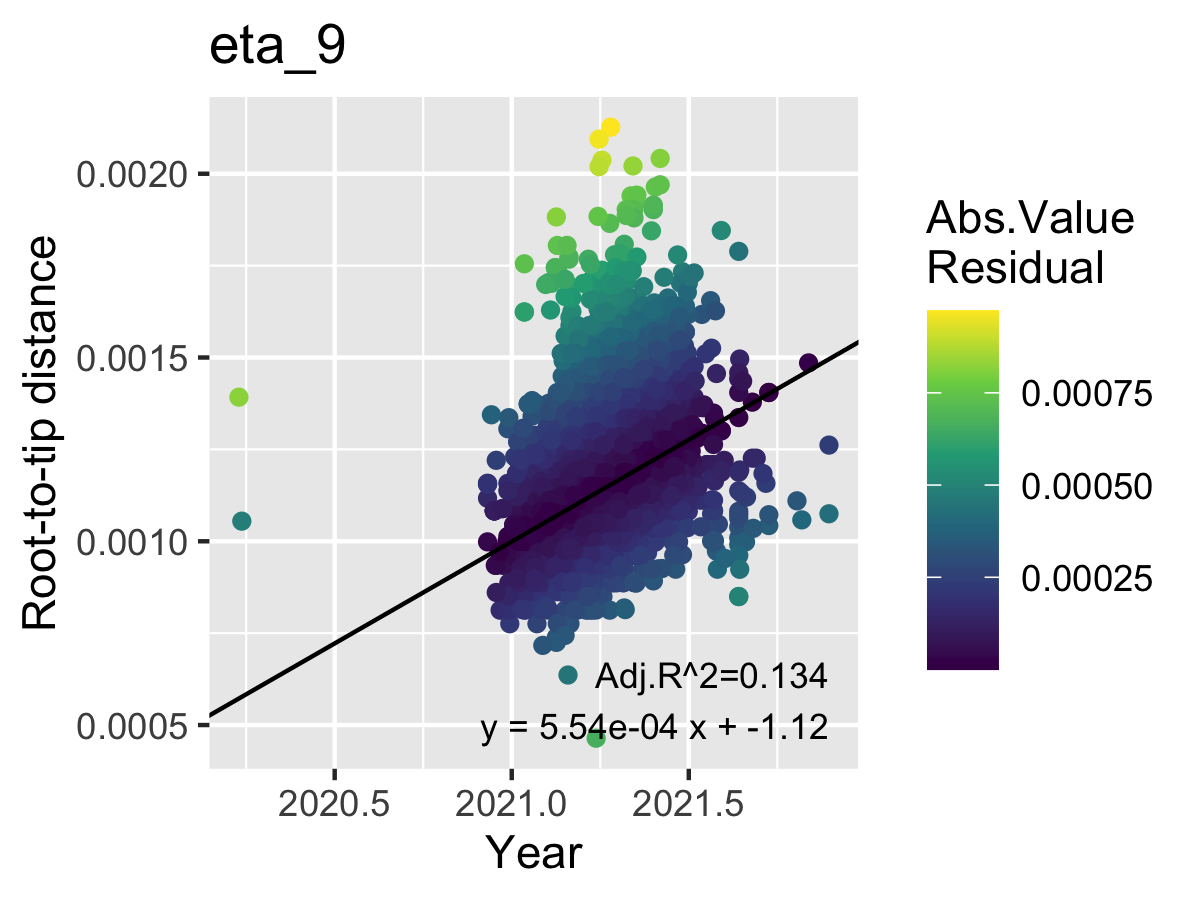 eta_9
0.0020
0.0015
0.0010
0.0005
Root-to-tip distance
Adj.R^2=0.134
y = 5.54e-04 x + -1.12
2020.5
2021.0
2021.5
Year
Abs.Value
Residual
0.00075
0.00050
0.00025